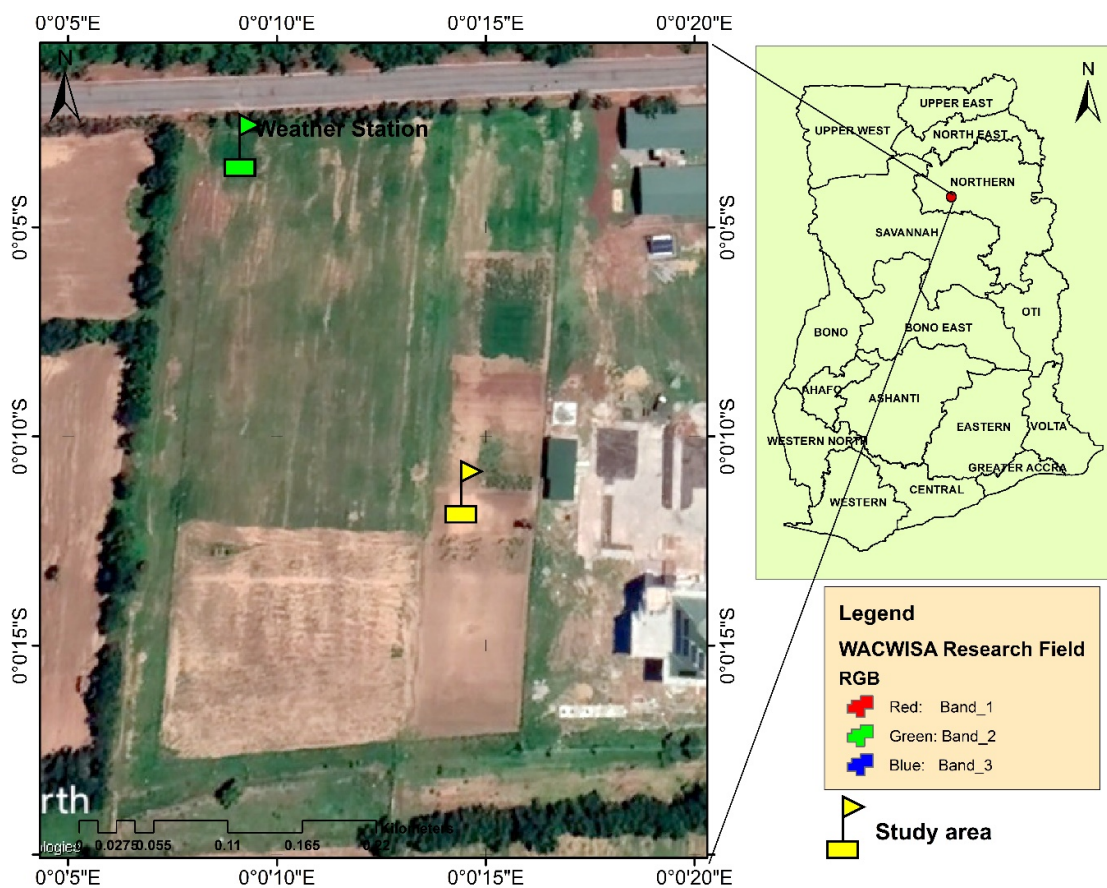 0°0'5"E 0°0'10"E 0°0'15"E 0°0'20"E
N
Weather Station
0°0'5"S 0°0'5"S
0°0'10"S 0°0'10"S
0°0'15"S 0°0'15"S
rth
Kilometers
logies
0 0.0275 0.055 0.11 0.165 0.22
0°0'5"E 0°0'10"E 0°0'15"E 0°0'20"E
N
UPPER EAST
UPPER WEST
NORTH EAST
NORTHERN
SAVANNAH
OTI
BONO
BONO EAST
AHAFO
ASHANTI
EASTERN
VOLTA
WESTERN NORTH
GREATER ACCRA
CENTRAL
WESTERN
Legend
WACWISA Research Field
RGB
Red: Band_1
Green: Band_2
Blue: Band_3
Study area